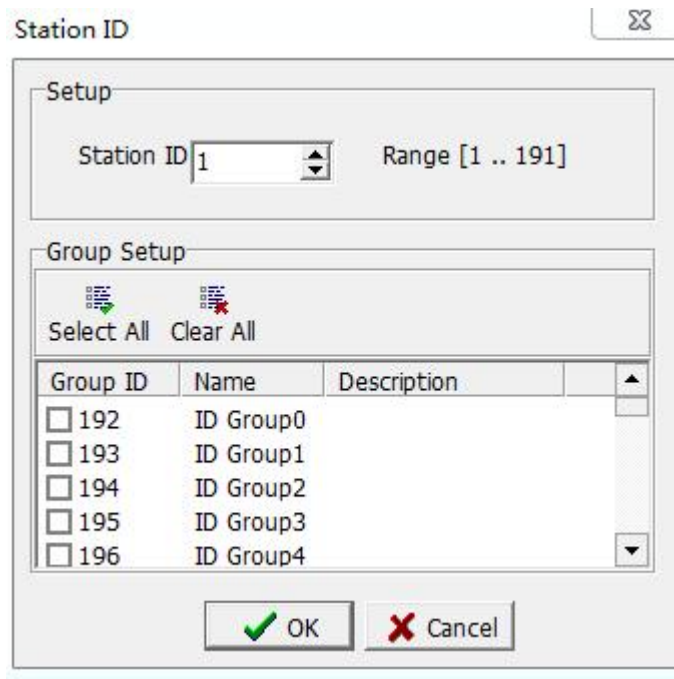 Station ID
Setup
Station ID 1 Range [1 .. 191]
Group Setup
Select All Clear All
Group ID Name Description
192 ID Group0
193 ID Group1
194 ID Group2
195 ID Group3
196 ID Group4
OK Cancel